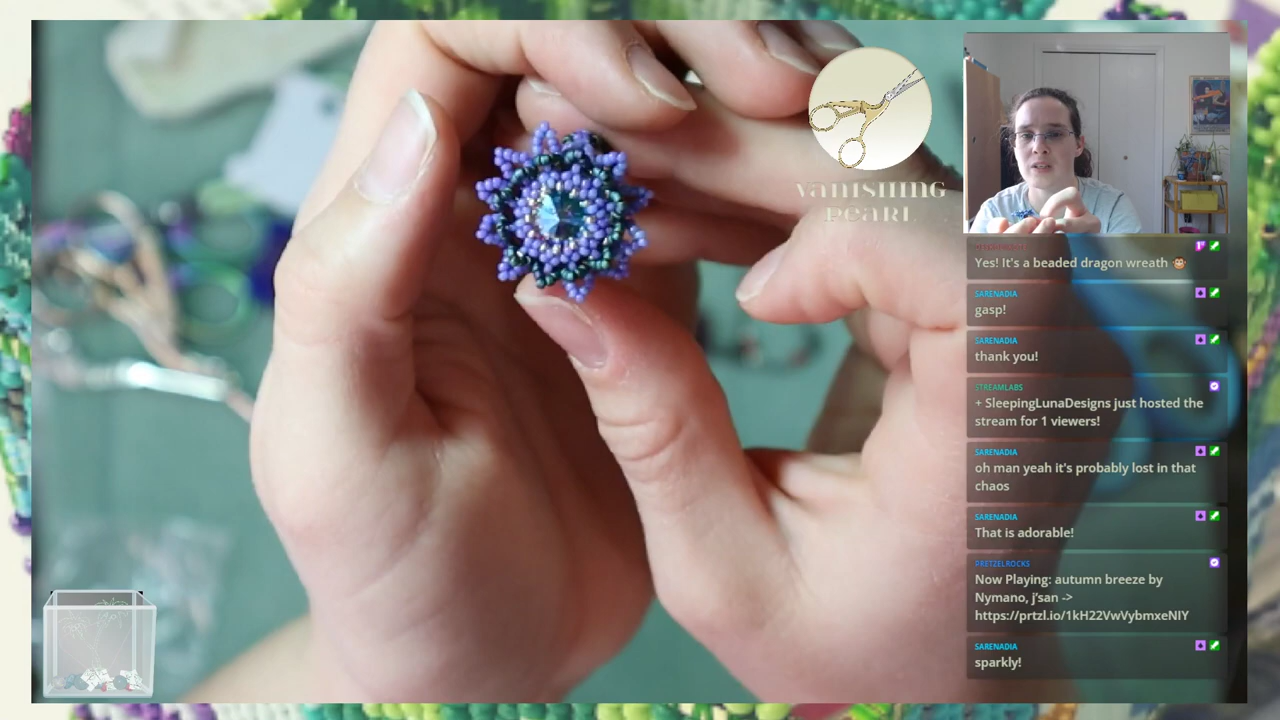 VANISHING
PEARL
Yes! It's a beaded dragon wreath
SARENADIA
gasp!
SARENADIA
thank you!
STREAMLABS
+ SleepingLunaDesigns just hosted the
stream for 1 viewers!
SARENADIA
oh man yeah it's probably lost in that
chaos
SARENADIA
That is adorable!
PRETZELROCKS
Now Playing: autumn breeze by
Nymano, j'san ->
https://prtzl.io/1kH22VwVybmxeNIY
SARENADIA
sparkly!